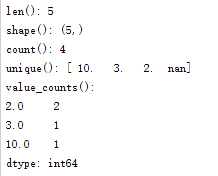 len(): 5
shape(): (5,)
count(): 4
unique(): [ 10.   3.   2.  nan]
value_counts():
2.0     2
3.0     1
10.0    1
dtype: int64